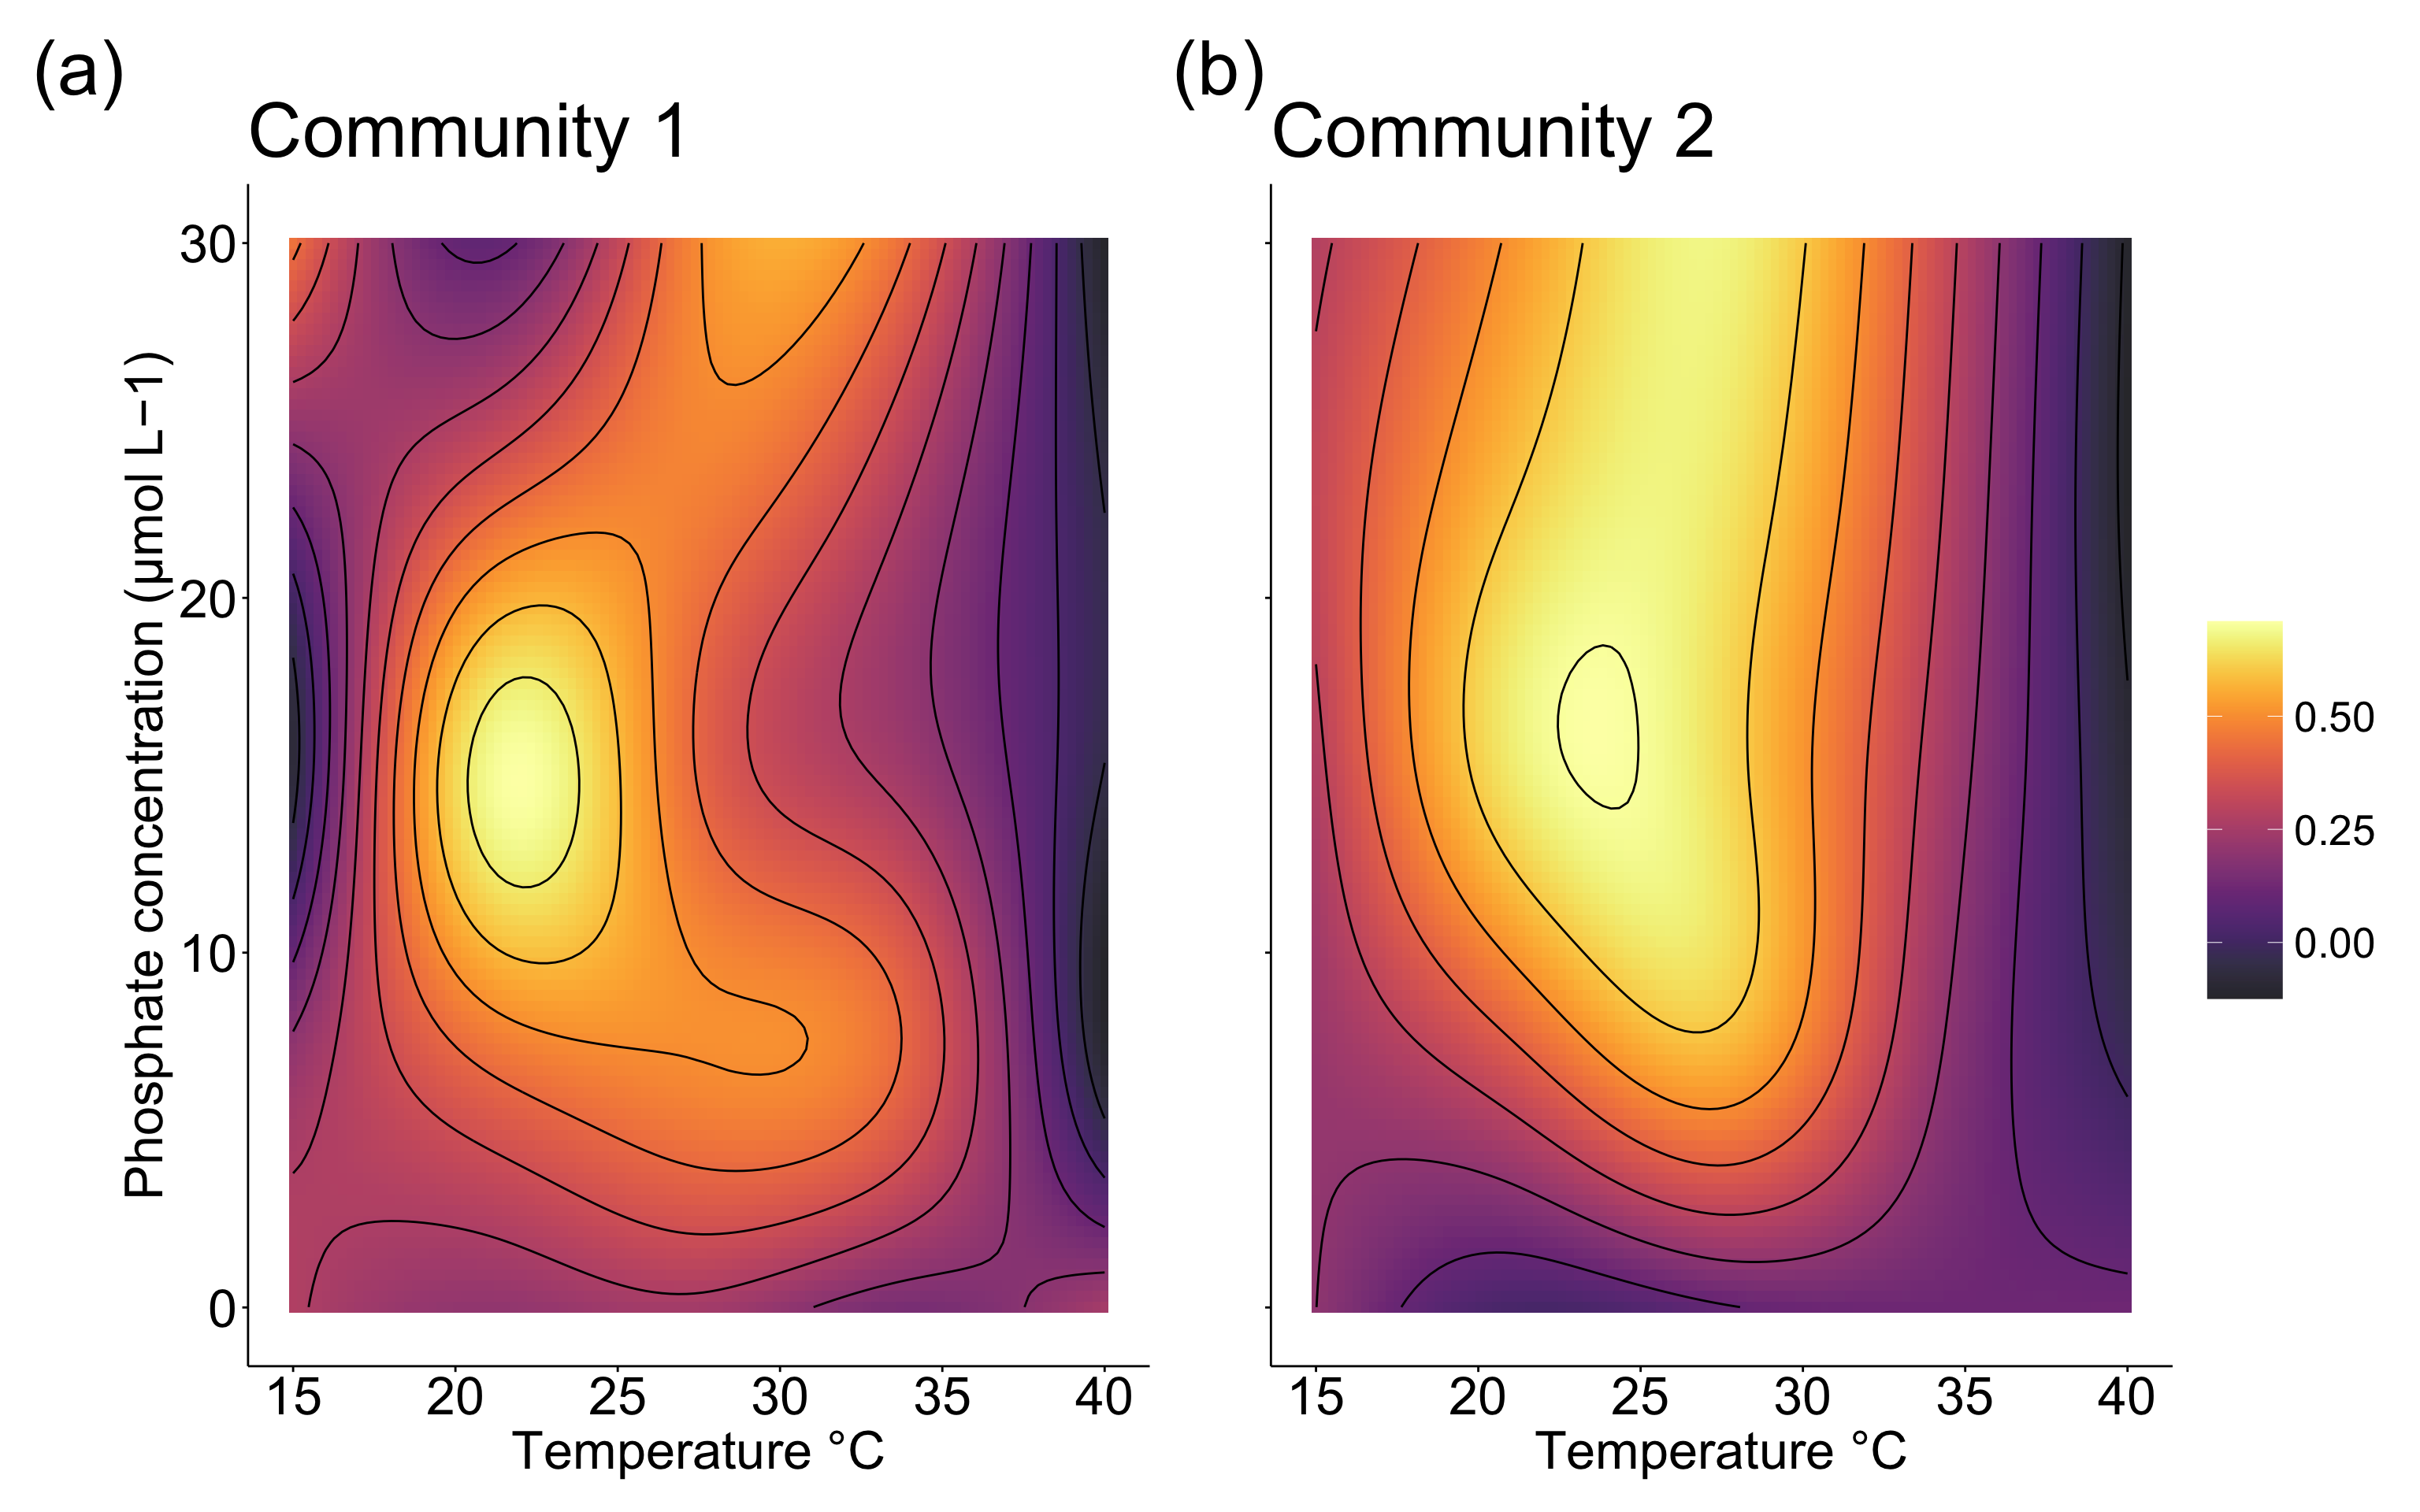 (a)
Community 1
(b)
Community 2
Phosphate concentration (µmol L−1)
30
20
10
0
15 20 25 30 35 40
Temperature °C
15 20 25 30 35 40
Temperature °C
0.50
0.25
0.00